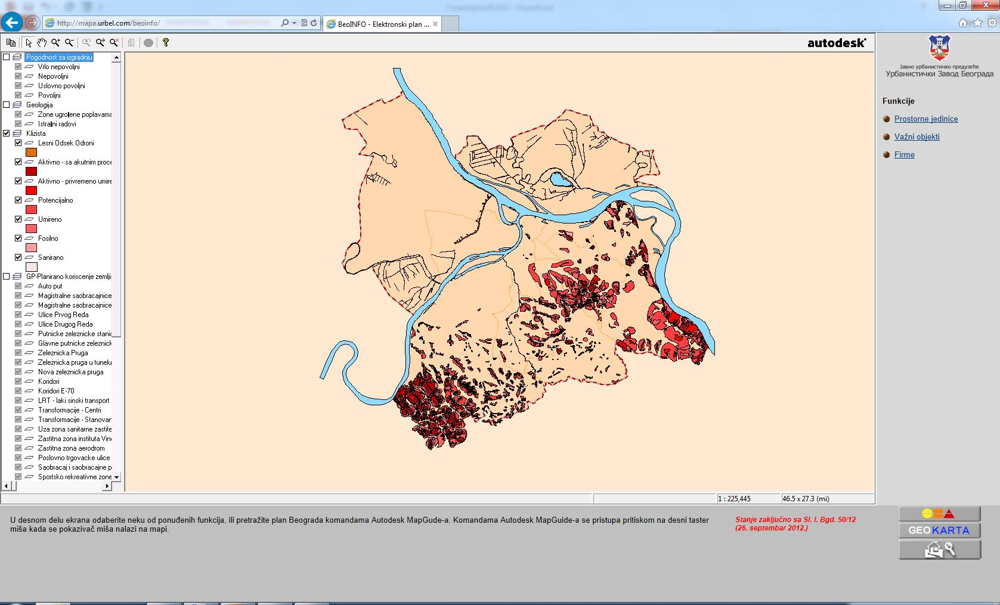 http://mapa.urbel.com/beoinfo/
BeoINFO - Elektronski plan ...
autodesk
Pogodnost za izgradnju
Vrlo nepovoljni
Nepovoljni
Uslovno povoljni
Povoljni
Geologija
Zone ugrolene poplavama
Istralni radovi
Klizista
Lesni Odsek Odroni
Aktivno - sa akutnim proce
Aktivno - privremeno umire
Potencijalno
Umireno
Fosilno
Sanirano
GP-Planirano koriscenje zemlji
Auto put
Magistralne saobracajnice
Magistralne saobracajnice
Ulice Prvog Reda
Ulice Drugog Reda
Putnicke zeleznicke stanic
Glavne putnicke zeleznick
Zeleznicka Pruga
Zeleznicka pruga u tunelu
Nova zeleznicka pruga
Koridori
Koridori E-70
LRT - laki sinski transport
Transformacije - Centri
Transformacije - Stanovan
Uza zona sanitarne zastite
Zastitna zona instituta Vin
Zastitna zona aerodrom
Poslovno trgovacke ulice
Saobracaj i saobracajne p
Sportsko rekreativne zone
1 : 225,445
46.5 x 27.3 (mi)
Јавно урбанистичко предузеће
Урбанистички Завод Београда
Funkcije
Prostorne jedinice
Važni objekti
Firme
U desnom delu ekrana odaberite neku od ponuđenih funkcija, ili pretražite plan Beograda komandama Autodesk MapGude-a. Komandama Autodesk MapGuide-a se pristupa pritiskom na desni taster
miša kada se pokazivač miša nalazi na mapi.
Stanje zaključno sa Sl. l. Bgd. 50/12
(26. septembar 2012.)
GEOKARTA